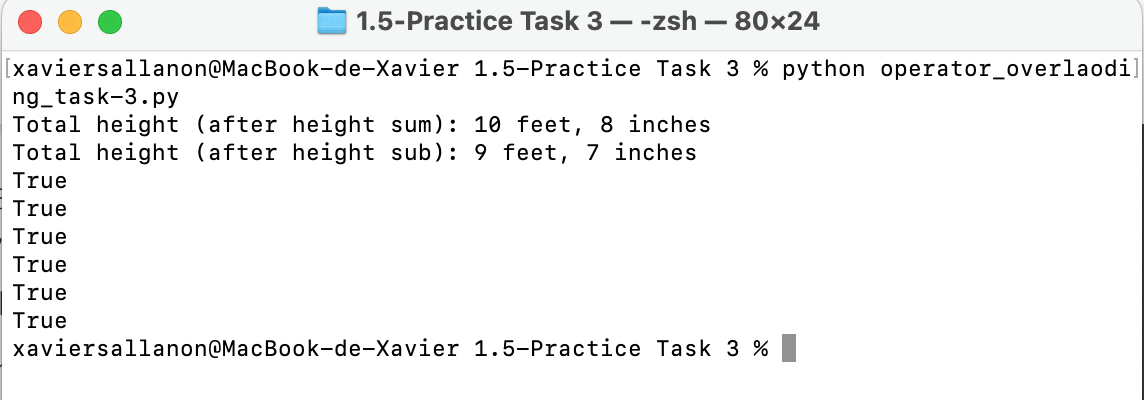 1.5-Practice Task 3 — -zsh — 80×24
[xaviersallanon@MacBook-de-Xavier 1.5-Practice Task 3 % python operator_overlaodi]
ng_task-3.py
Total height (after height sum): 10 feet, 8 inches
Total height (after height sub): 9 feet, 7 inches
True
True
True
True
True
True
xaviersallanon@MacBook-de-Xavier 1.5-Practice Task 3 %